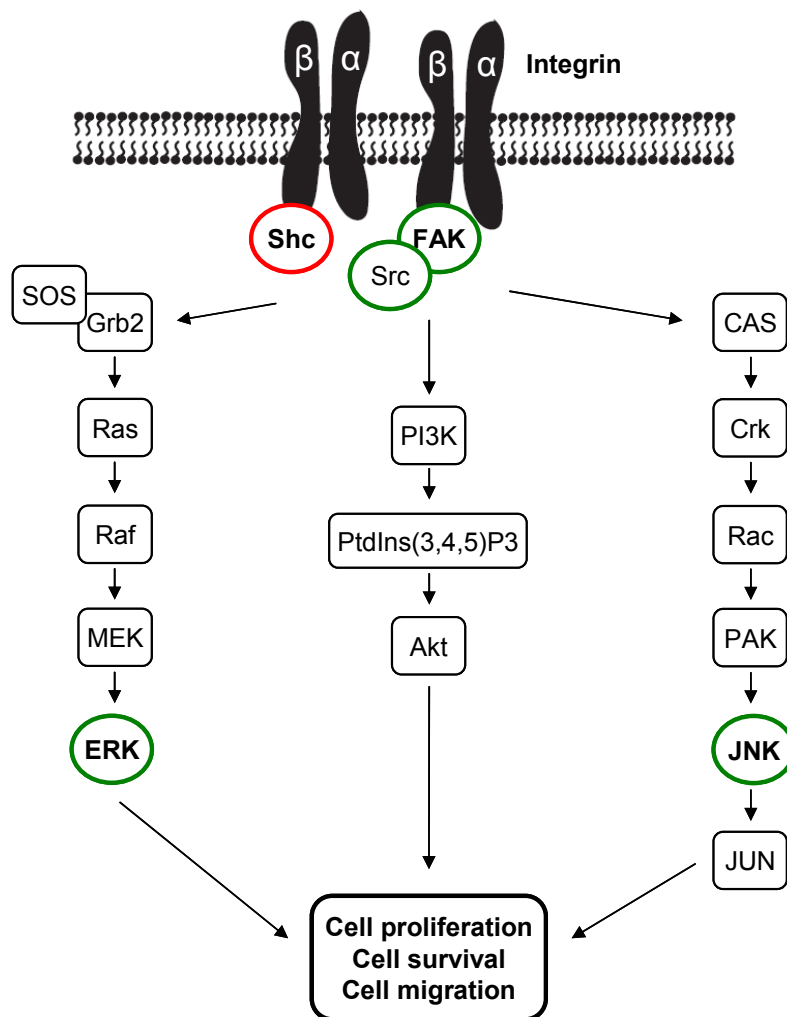 β
α
β
α
Integrin
Shc
FAK
Src
SOS
Grb2
CAS
Ras
PI3K
Crk
Raf
PtdIns(3,4,5)P3
Rac
MEK
Akt
PAK
ERK
JNK
JUN
Cell proliferation
Cell survival
Cell migration